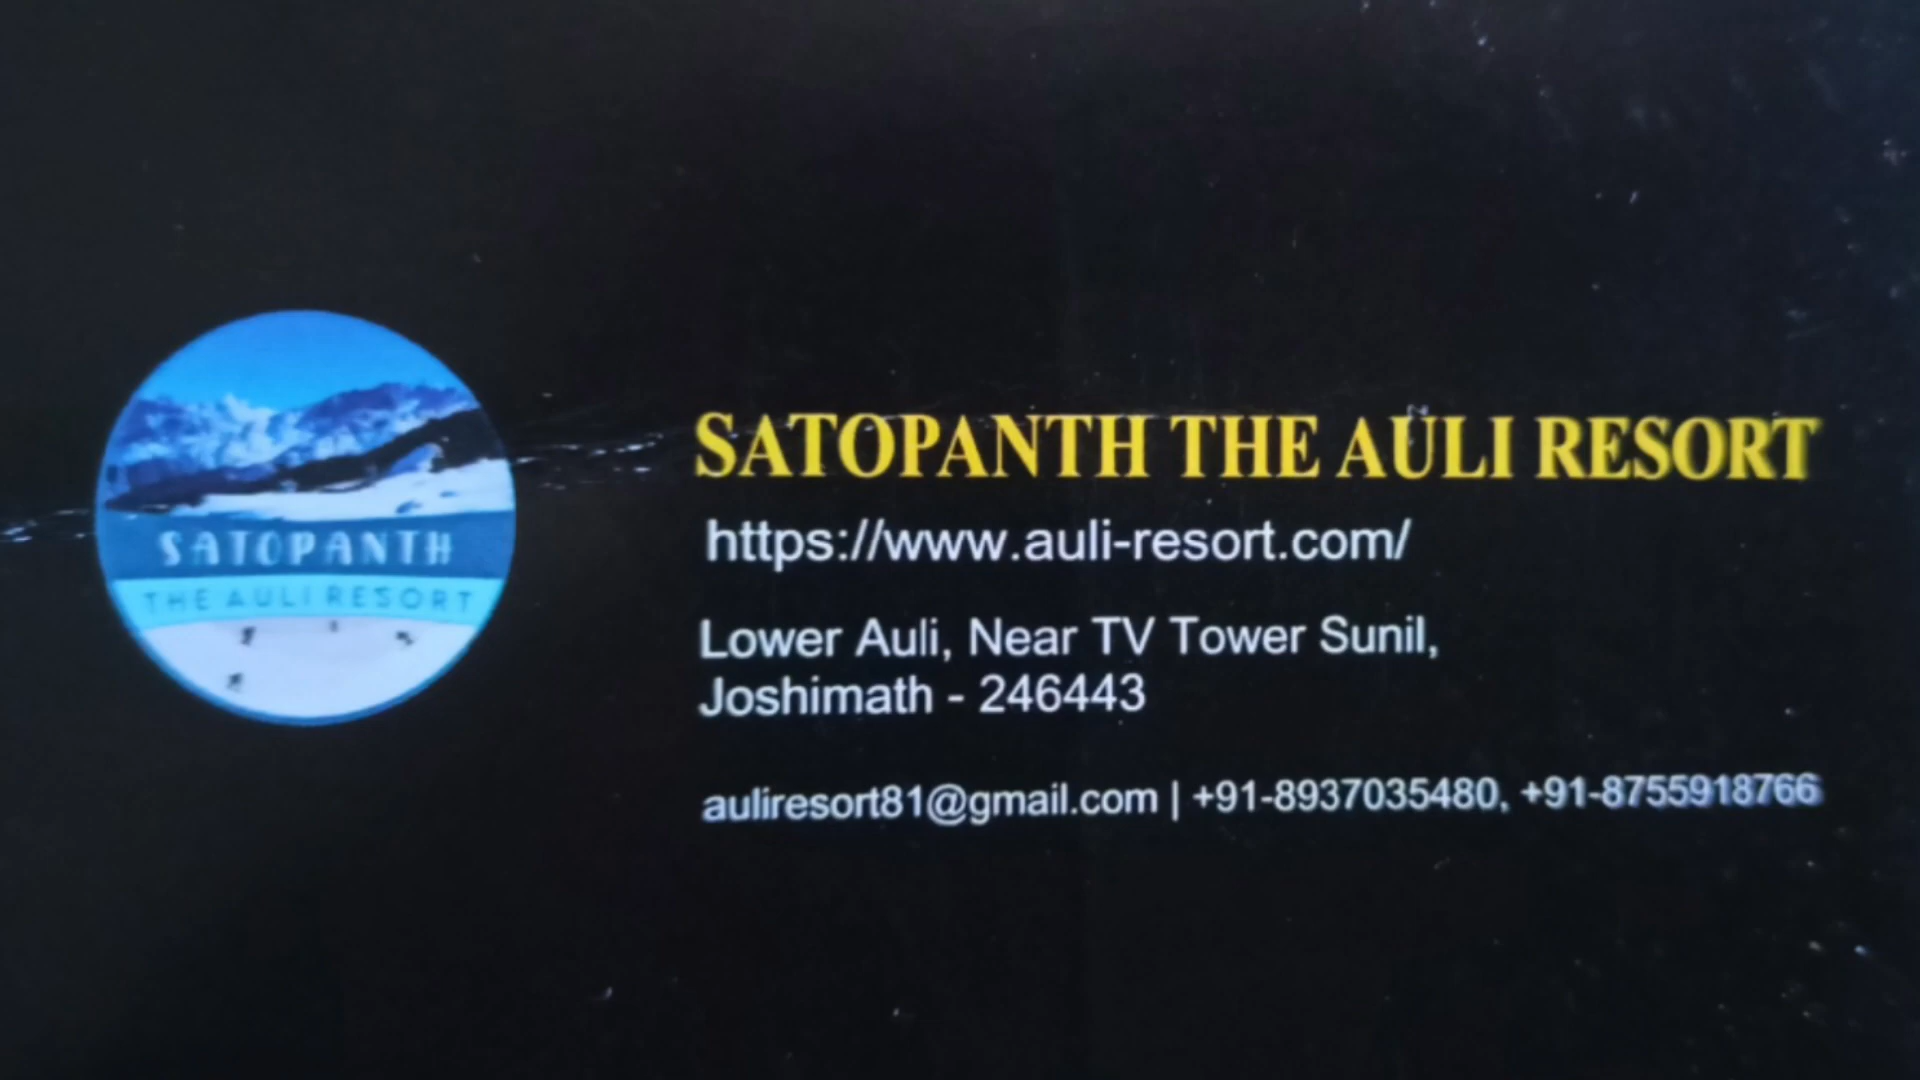 SATOPANTH
THE AULI RESORT
SATOPANTH THE AULI RESORT
https://www.auli-resort.com/
Lower Auli, Near TV Tower Sunil,
Joshimath - 246443
auliresort81@gmail.com | +91-8937035480, +91-8755918766